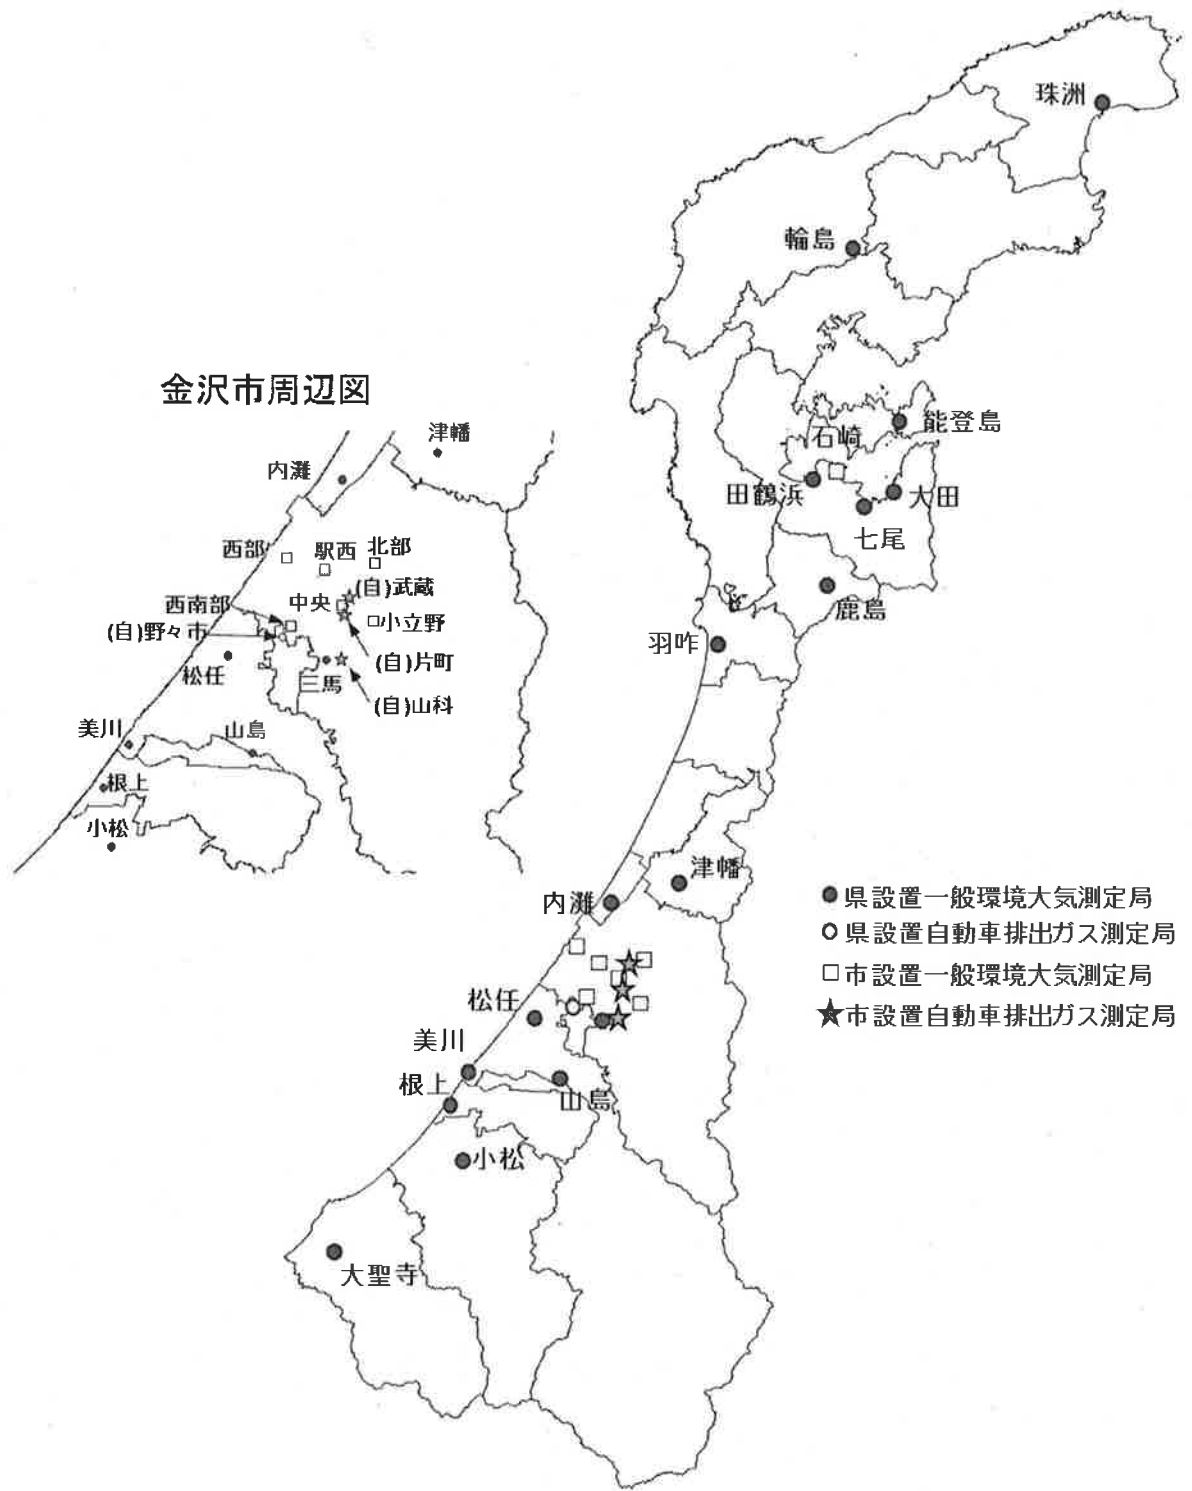 珠洲
輪島
金沢市周辺図
津幡
内灘
西部
駅西
北部
(自)武蔵
中央
西南部
小立野
(自)野々市
(自)片町
松任
三馬
(自)山科
美川
山島
根上
小松
能登島
石崎
田鶴浜
大田
七尾
鹿島
羽咋
津幡
内灘
松任
美川
根上
山島
小松
大聖寺
県設置一般環境大気測定局
県設置自動車排出ガス測定局
市設置一般環境大気測定局
市設置自動車排出ガス測定局